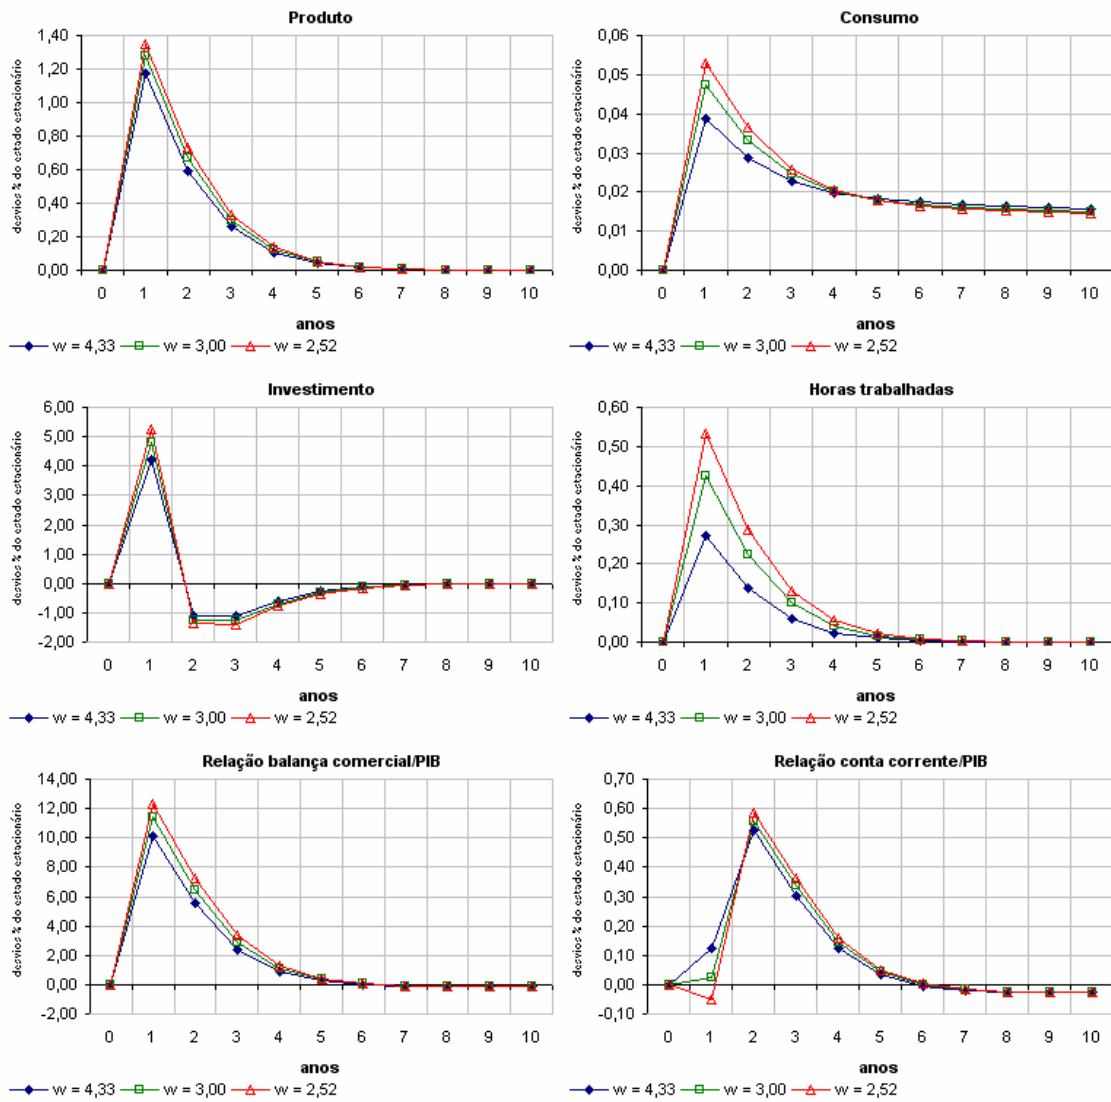 Produto
desvios % do estado estacionário
1,40
1,20
1,00
0,80
0,60
0,40
0,20
0,00
0 1 2 3 4 5 6 7 8 9 10
anos
w = 4,33 w = 3,00 w = 2,52
Consumo
desvios % do estado estacionário
0,06
0,05
0,04
0,03
0,02
0,01
0,00
0 1 2 3 4 5 6 7 8 9 10
anos
w = 4,33 w = 3,00 w = 2,52
Investimento
desvios % do estado estacionário
6,00
5,00
4,00
3,00
2,00
1,00
0,00
-1,00
-2,00
0 1 2 3 4 5 6 7 8 9 10
anos
w = 4,33 w = 3,00 w = 2,52
Horas trabalhadas
desvios % do estado estacionário
0,60
0,50
0,40
0,30
0,20
0,10
0,00
0 1 2 3 4 5 6 7 8 9 10
anos
w = 4,33 w = 3,00 w = 2,52
Relação balança comercial/PIB
desvios % do estado estacionário
14,00
12,00
10,00
8,00
6,00
4,00
2,00
0,00
-2,00
0 1 2 3 4 5 6 7 8 9 10
anos
w = 4,33 w = 3,00 w = 2,52
Relação conta corrente/PIB
desvios % do estado estacionário
0,70
0,60
0,50
0,40
0,30
0,20
0,10
0,00
-0,10
0 1 2 3 4 5 6 7 8 9 10
anos
w = 4,33 w = 3,00 w = 2,52